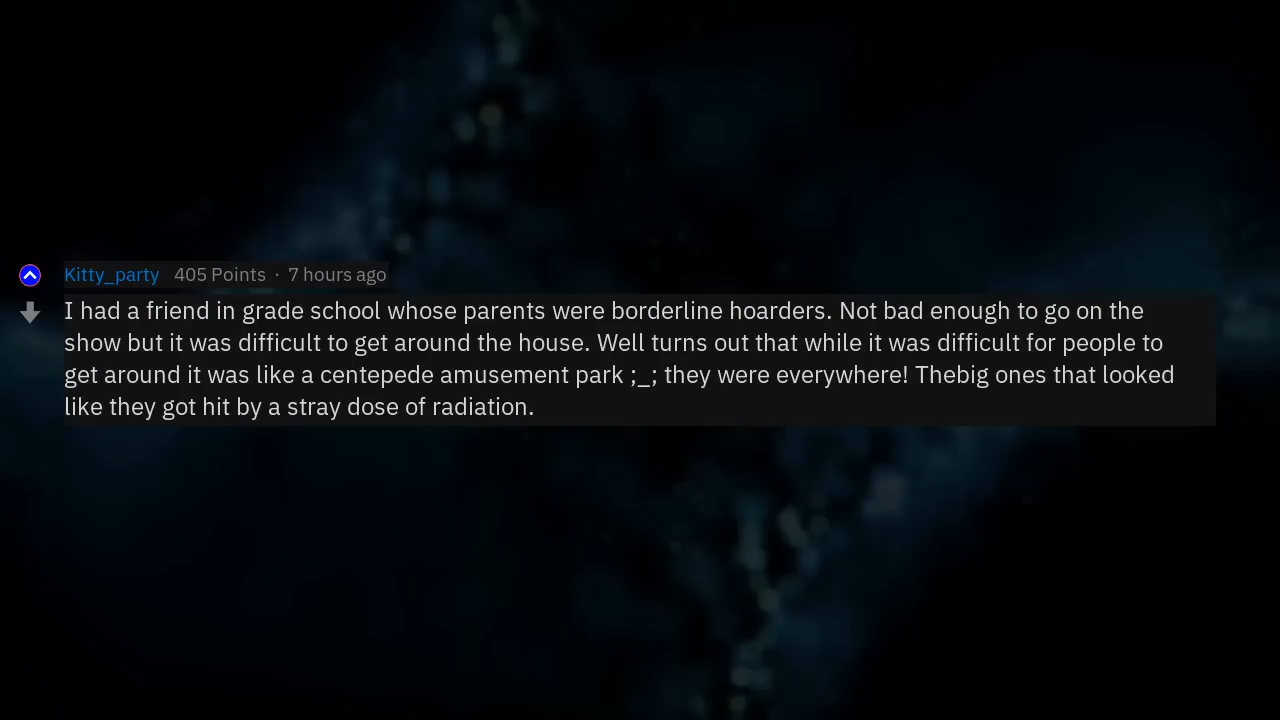 Kitty_party 405 Points · 7 hours ago
I had a friend in grade school whose parents were borderline hoarders. Not bad enough to go on the
show but it was difficult to get around the house. Well turns out that while it was difficult for people to
get around it was like a centepede amusement park ;_; they were everywhere! Thebig ones that looked
like they got hit by a stray dose of radiation.